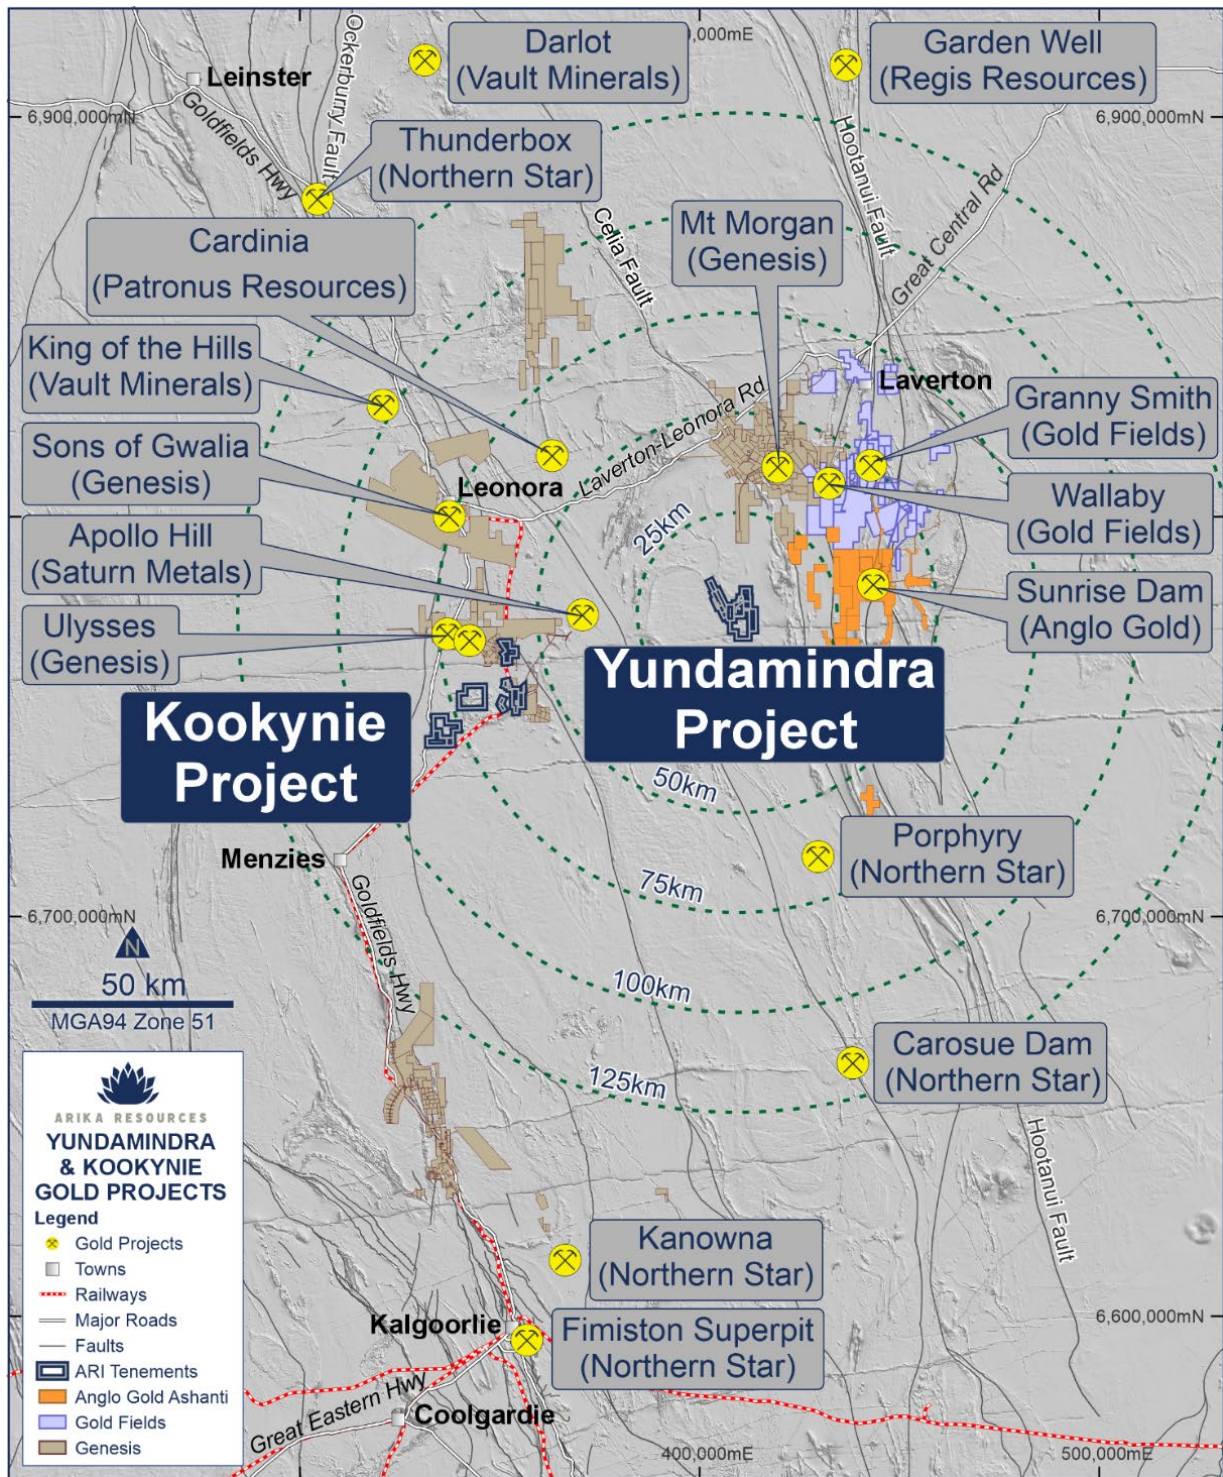 Darlot
(Vault Minerals)
,000mE
Garden Well
(Regis Resources)
Leinster
Ockerburry Fault
Goldfields Hwy
6,900,000mN
6,900,000mN
Thunderbox
(Northern Star)
Hootanui Fault
Great Central Rd
Celia Fault
Cardinia
(Patronus Resources)
Mt Morgan
(Genesis)
King of the Hills
(Vault Minerals)
Laverton
Granny Smith
(Gold Fields)
Laverton-Leonora Rd
Sons of Gwalia
(Genesis)
Leonora
Wallaby
(Gold Fields)
25km
Apollo Hill
(Saturn Metals)
Sunrise Dam
(Anglo Gold)
Ulysses
(Genesis)
Yundamindra
Project
Kookynie
Project
50km
Menzies
Porphyry
(Northern Star)
75km
Goldfields Hwy
6,700,000mN
6,700,000mN
N
50 km
MGA94 Zone 51
100km
Carosue Dam
(Northern Star)
125km
ARIKA RESOURCES
YUNDAMINDRA
& KOOKYNIE
GOLD PROJECTS
Legend
Gold Projects
Towns
Railways
Major Roads
Faults
ARI Tenements
Anglo Gold Ashanti
Gold Fields
Genesis
Hootanui Fault
Kanowna
(Northern Star)
Kalgoorlie
Fimiston Superpit
(Northern Star)
6,600,000mN
Great Eastern Hwy
Coolgardie
400,000mE
500,000mE